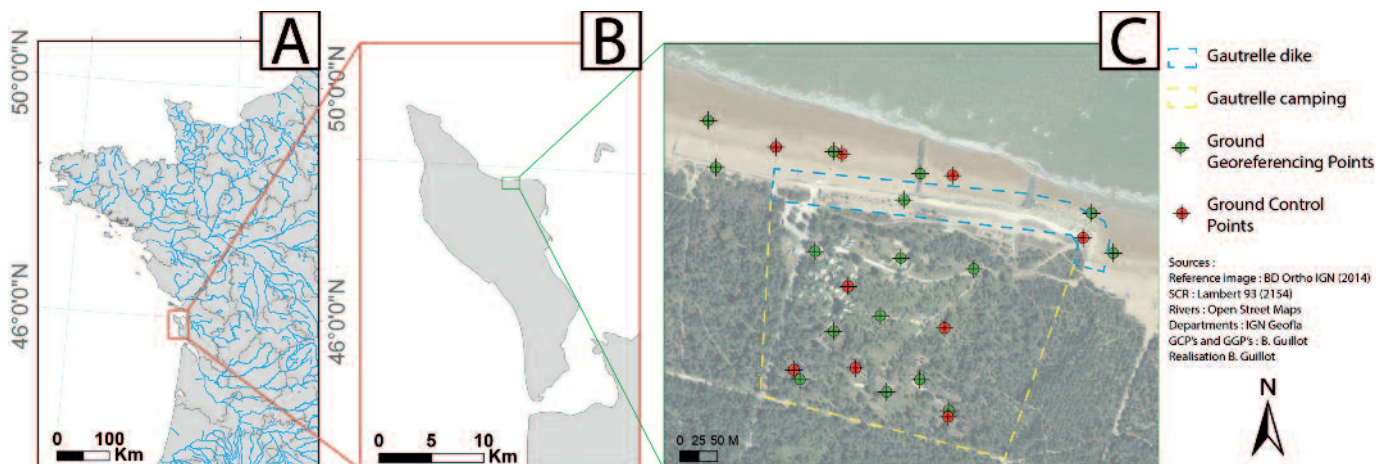 A
B
C
50°0'0"N
46°0'0"N
0 100
Km
50°0'0"N
46°0'0"N
0 5 10
Km
0 25 50 M
Gautrelle dike
Gautrelle camping
Ground
Georeferencing Points
Ground Control
Points
Sources :
Reference image : BD Ortho IGN (2014)
SCR : Lambert 93 (2154)
Rivers : Open Street Maps
Departments : IGN Geofla
GCP's and GGP's : B. Guillot
Realisation B. Guillot
N